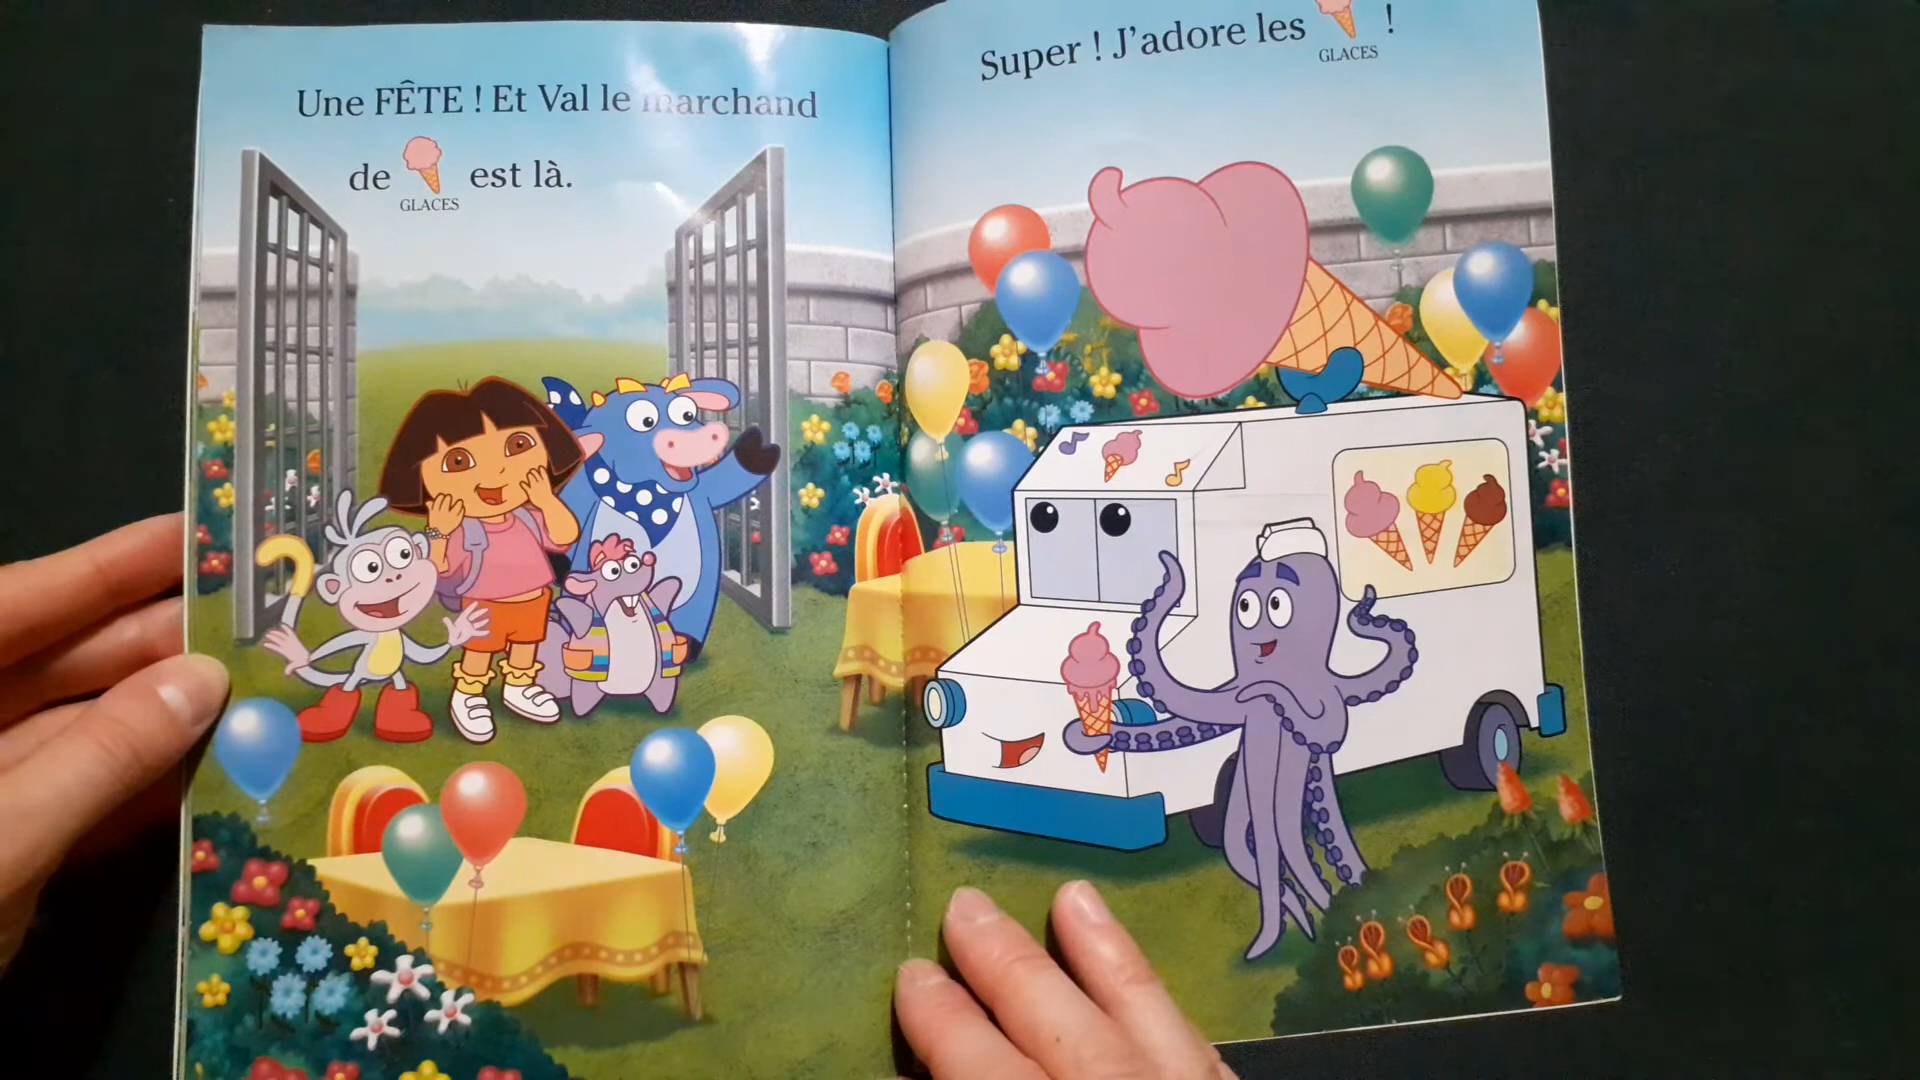 Une FÊTE ! Et Val le marchand
de GLACES est là.
Super ! J'adore les GLACES !